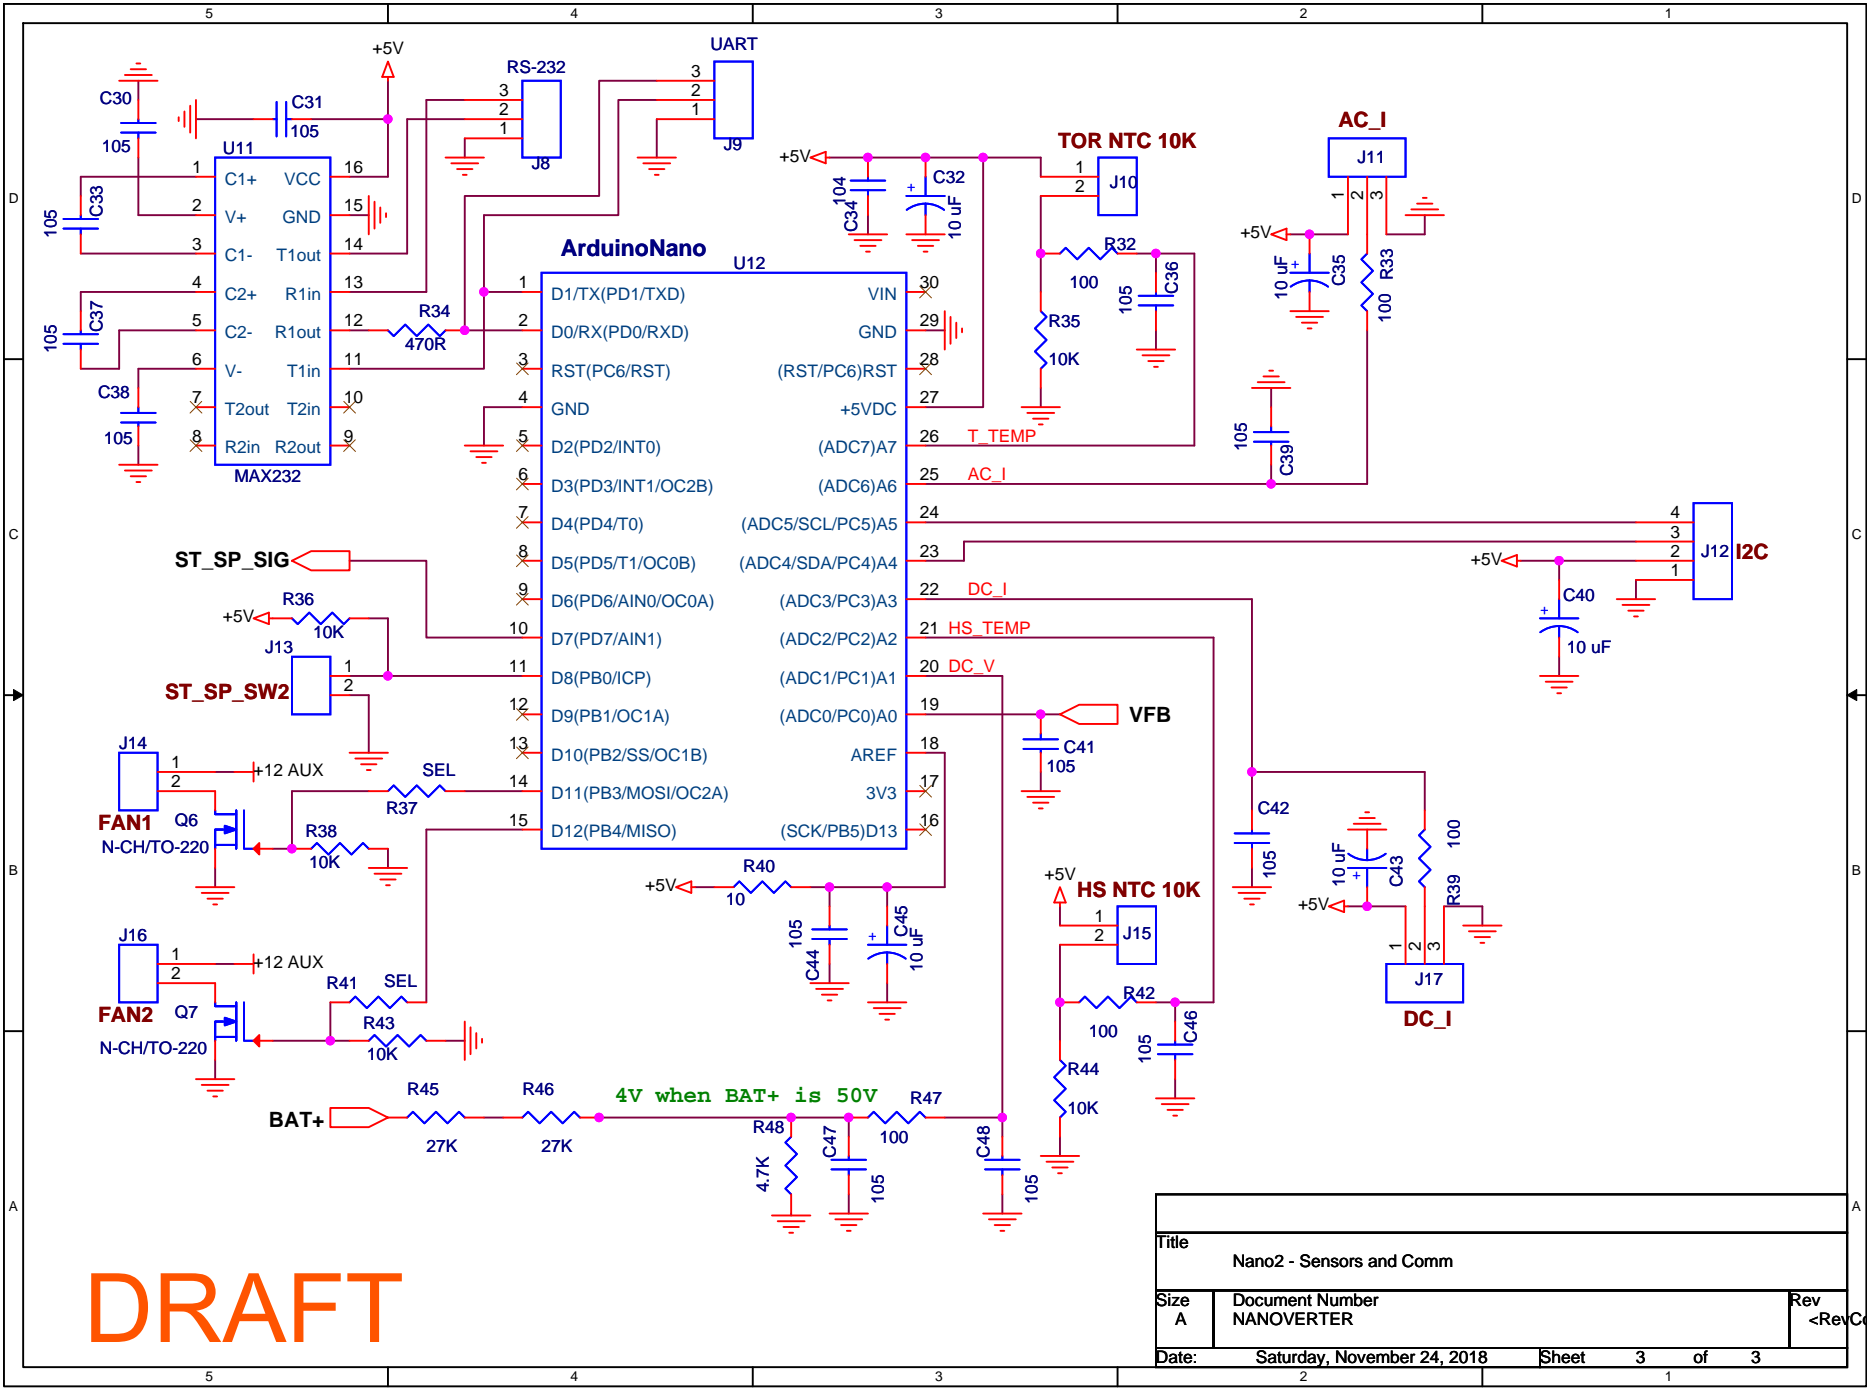 5 4 3 2 1
D
C
B
A
D
C
B
A
+5V
C30
105
C31
105
U11
1 C1+
2 V+
3 C1-
4 C2+
5 C2-
6 V-
7 T2out
8 R2in
VCC 16
GND 15
T1out 14
R1in 13
R1out 12
T1in 11
T2in 10
R2out 9
MAX232
C33
105
C37
105
C38
105
R34
470R
RS-232
3
2
1
J8
UART
3
2
1
J9
+5V
104
C34
C32
10 uF
TOR NTC 10K
1
2
J10
R32
100
C36
105
R35
10K
AC_I
J11
1
2
3
+5V
10 uF
C35
R33
100
105
C39
ArduinoNano
U12
1 D1/TX(PD1/TXD)
2 D0/RX(PD0/RXD)
3 RST(PC6/RST)
4 GND
5 D2(PD2/INT0)
6 D3(PD3/INT1/OC2B)
7 D4(PD4/T0)
8 D5(PD5/T1/OC0B)
9 D6(PD6/AIN0/OC0A)
10 D7(PD7/AIN1)
11 D8(PB0/ICP)
12 D9(PB1/OC1A)
13 D10(PB2/SS/OC1B)
14 D11(PB3/MOSI/OC2A)
15 D12(PB4/MISO)
VIN 30
GND 29
(RST/PC6)RST 28
+5VDC 27
(ADC7)A7 26 T_TEMP
(ADC6)A6 25 AC_I
(ADC5/SCL/PC5)A5 24
(ADC4/SDA/PC4)A4 23
(ADC3/PC3)A3 22 DC_I
(ADC2/PC2)A2 21 HS_TEMP
(ADC1/PC1)A1 20 DC_V
(ADC0/PC0)A0 19
AREF 18
3V3 17
(SCK/PB5)D13 16
4
3
2
1
J12
I2C
+5V
C40
10 uF
ST_SP_SIG
R36
+5V
10K
J13
1
2
ST_SP_SW2
VFB
C41
105
J14
1
2
+12 AUX
FAN1
Q6
N-CH/TO-220
SEL
R37
R38
10K
J16
1
2
+12 AUX
FAN2
Q7
N-CH/TO-220
R41
SEL
R43
10K
R40
+5V
10
105
C44
C45
10 uF
+5V
HS NTC 10K
1
2
J15
R42
100
C46
105
R44
10K
C42
105
10 uF
C43
100
R39
+5V
1
2
3
J17
DC_I
BAT+
R45
27K
R46
27K
4V when BAT+ is 50V
R48
4.7K
C47
105
R47
100
C48
105
DRAFT
Title
Nano2 - Sensors and Comm
Size
A
Document Number
NANOVERTER
Rev
Date: Saturday, November 24, 2018 Sheet 3 of 3
5 4 3 2 1